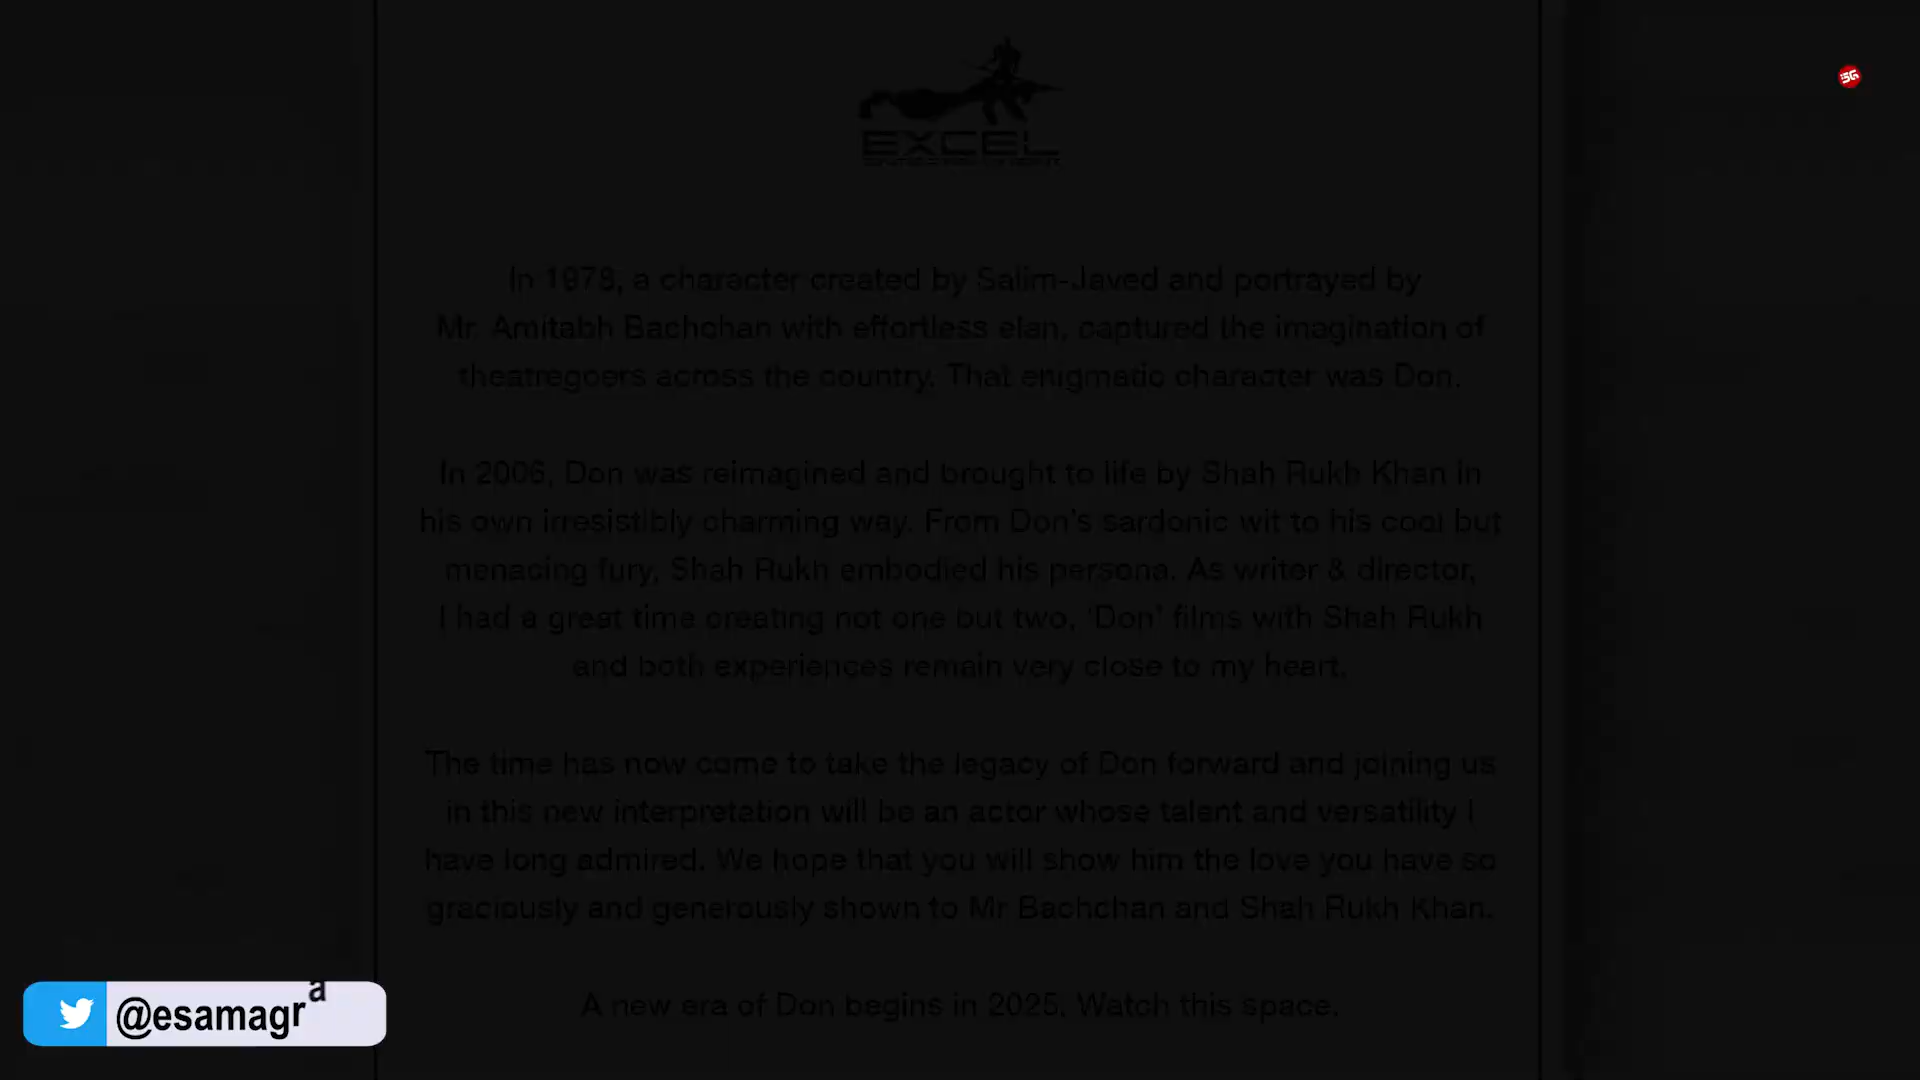 SG
EXCEL
ENTERTAINMENT
In 1978, a character created by Salim-Javed and portrayed by
Mr. Amitabh Bachchan with effortless elan, captured the imagination of
theatregoers across the country. That enigmatic character was Don.
In 2006, Don was reimagined and brought to life by Shah Rukh Khan in
his own irresistibly charming way. From Don's sardonic wit to his cool but
menacing fury, Shah Rukh embodied his persona. As writer & director,
I had a great time creating not one but two, 'Don' films with Shah Rukh
and both experiences remain very close to my heart.
The time has now come to take the legacy of Don forward and joining us
in this new interpretation will be an actor whose talent and versatility I
have long admired. We hope that you will show him the love you have so
graciously and generously shown to Mr Bachchan and Shah Rukh Khan.
A new era of Don begins in 2025. Watch this space.
@esamagra